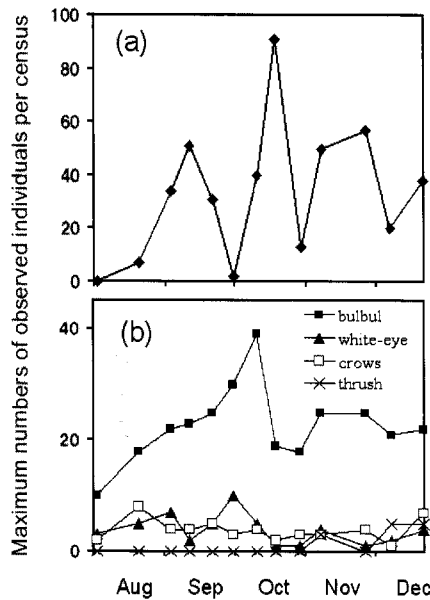 Maximum numbers of observed individuals per census
(a)
100
80
60
40
20
0
(b)
bulbul
white-eye
crows
thrush
40
20
0
Aug Sep Oct Nov Dec